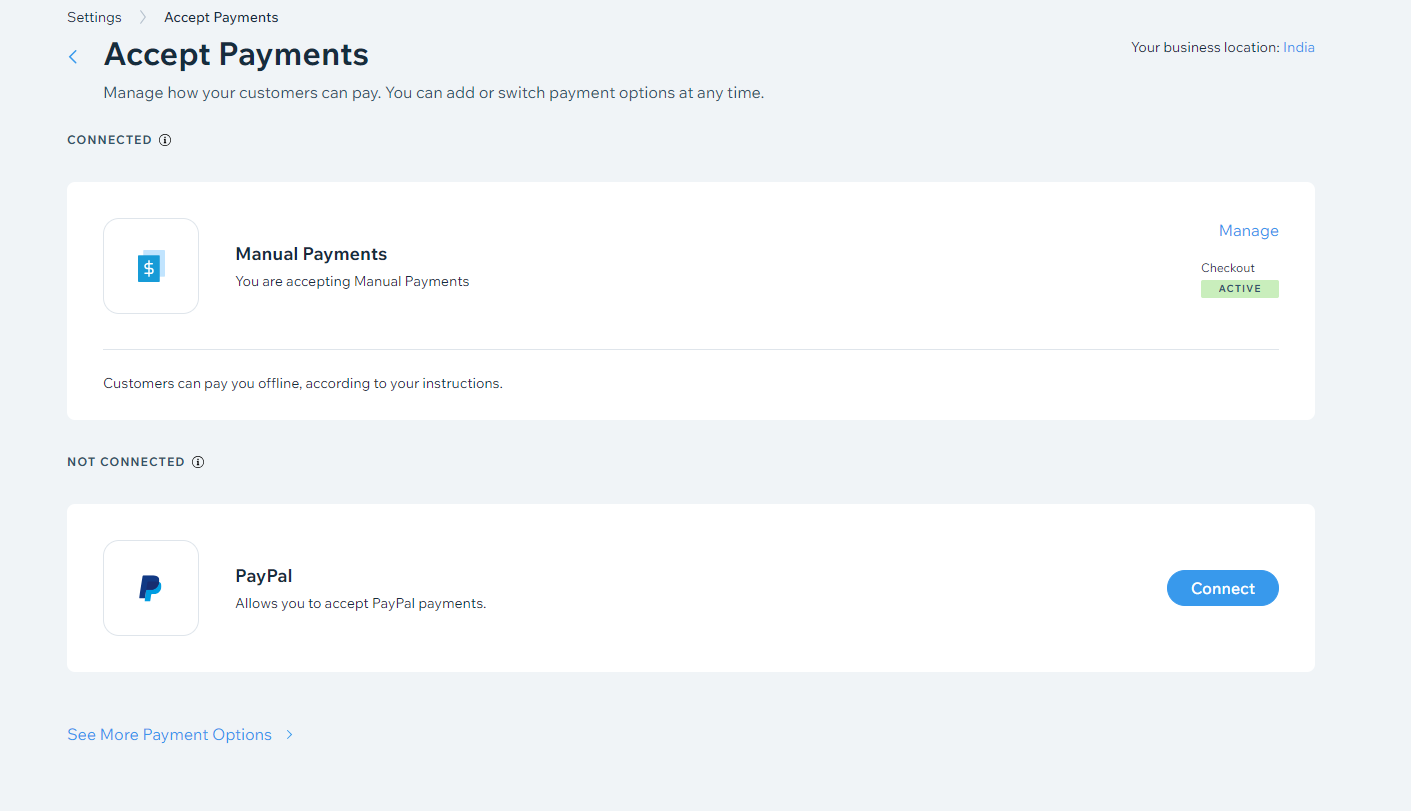 Settings > Accept Payments
Accept Payments
Your business location: India
Manage how your customers can pay. You can add or switch payment options at any time.
CONNECTED
Manage
Manual Payments
You are accepting Manual Payments
Checkout
ACTIVE
Customers can pay you offline, according to your instructions.
NOT CONNECTED
PayPal
Allows you to accept PayPal payments.
Connect
See More Payment Options >